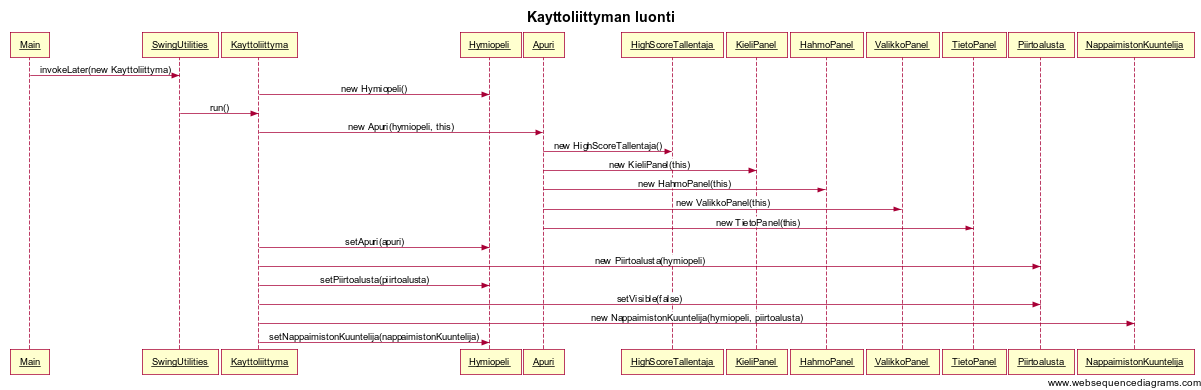 Kayttoliittyman luonti
Main SwingUtilities Kayttoliittyma Hymiopeli Apuri HighScoreTallentaja KieliPanel HahmoPanel ValikkoPanel TietoPanel Piirtoalusta NappaimistonKuuntelija
invokeLater(new Kayttoliittyma)
new Hymiopeli()
run()
new Apuri(hymiopeli, this)
new HighScoreTallentaja()
new KieliPanel(this)
new HahmoPanel(this)
new ValikkoPanel(this)
new TietoPanel(this)
setApuri(apuri)
new Piirtoalusta(hymiopeli)
setPiirtoalusta(piirtoalusta)
setVisible(false)
new NappaimistonKuuntelija(hymiopeli, piirtoalusta)
setNappaimistonKuuntelija(nappaimistonKuuntelija)
Main SwingUtilities Kayttoliittyma Hymiopeli Apuri HighScoreTallentaja KieliPanel HahmoPanel ValikkoPanel TietoPanel Piirtoalusta NappaimistonKuuntelija
www.websequencediagrams.com